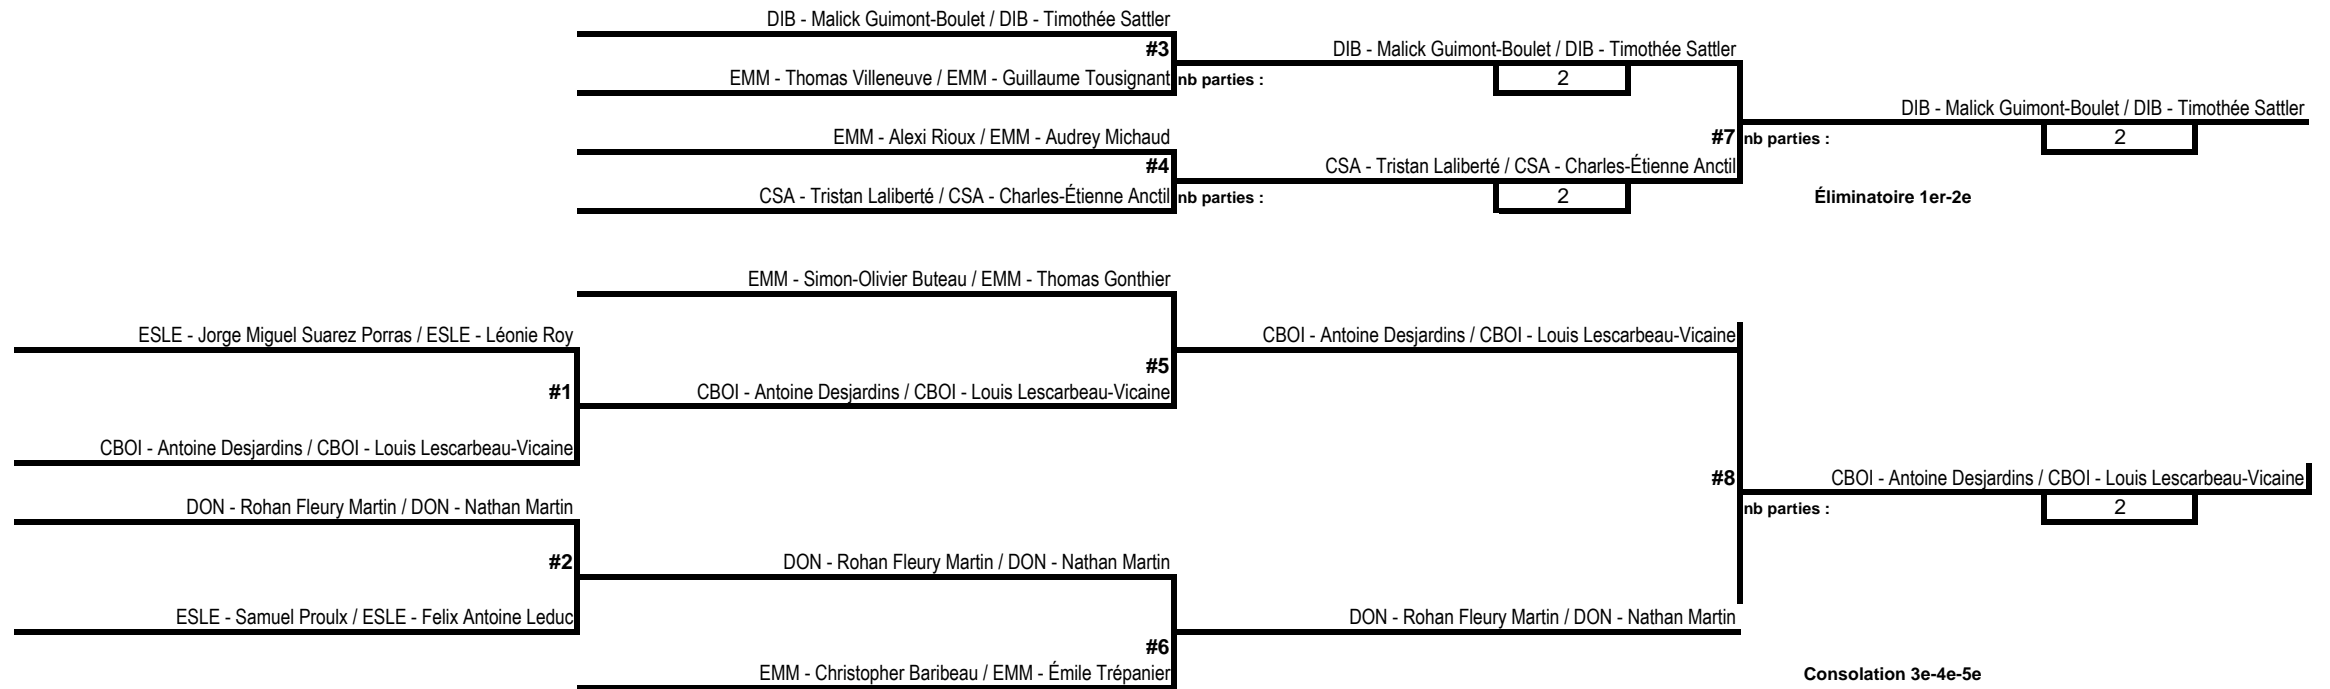 DIB - Malick Guimont-Boulet / DIB - Timothée Sattler
#3
DIB - Malick Guimont-Boulet / DIB - Timothée Sattler
EMM - Thomas Villeneuve / EMM - Guillaume Tousignant
nb parties :
2
DIB - Malick Guimont-Boulet / DIB - Timothée Sattler
EMM - Alexi Rioux / EMM - Audrey Michaud
#7
nb parties :
2
#4
CSA - Tristan Laliberté / CSA - Charles-Étienne Anctil
CSA - Tristan Laliberté / CSA - Charles-Étienne Anctil
nb parties :
2
Éliminatoire 1er-2e
EMM - Simon-Olivier Buteau / EMM - Thomas Gonthier
ESLE - Jorge Miguel Suarez Porras / ESLE - Léonie Roy
CBOI - Antoine Desjardins / CBOI - Louis Lescarbeau-Vicaine
#5
#1
CBOI - Antoine Desjardins / CBOI - Louis Lescarbeau-Vicaine
CBOI - Antoine Desjardins / CBOI - Louis Lescarbeau-Vicaine
#8
CBOI - Antoine Desjardins / CBOI - Louis Lescarbeau-Vicaine
DON - Rohan Fleury Martin / DON - Nathan Martin
nb parties :
2
#2
DON - Rohan Fleury Martin / DON - Nathan Martin
ESLE - Samuel Proulx / ESLE - Felix Antoine Leduc
DON - Rohan Fleury Martin / DON - Nathan Martin
#6
EMM - Christopher Baribeau / EMM - Émile Trépanier
Consolation 3e-4e-5e